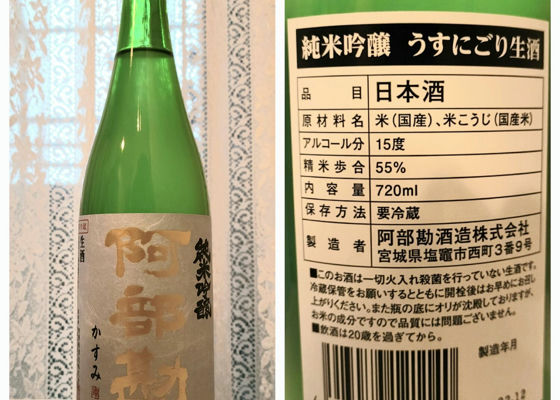 純米吟醸
阿部勘
かすみ
生酒
純米吟醸 うすにごり生酒
品目 日本酒
原材料名 米(国産)、米こうじ(国産米)
アルコール分 15度
精米歩合 55%
内容量 720ml
保存方法 要冷蔵
製造者 阿部勘酒造株式会社
宮城県塩竈市西町3番9号
■このお酒は一切火入れ殺菌を行っていない生酒です。
冷蔵保管をお願いするとともに開栓後はお早めにお召し
上がりください。また瓶の底にオリが沈殿しておりますが、
お米の成分ですので品質には問題ございません。
■飲酒は20歳を過ぎてから。
製造年月